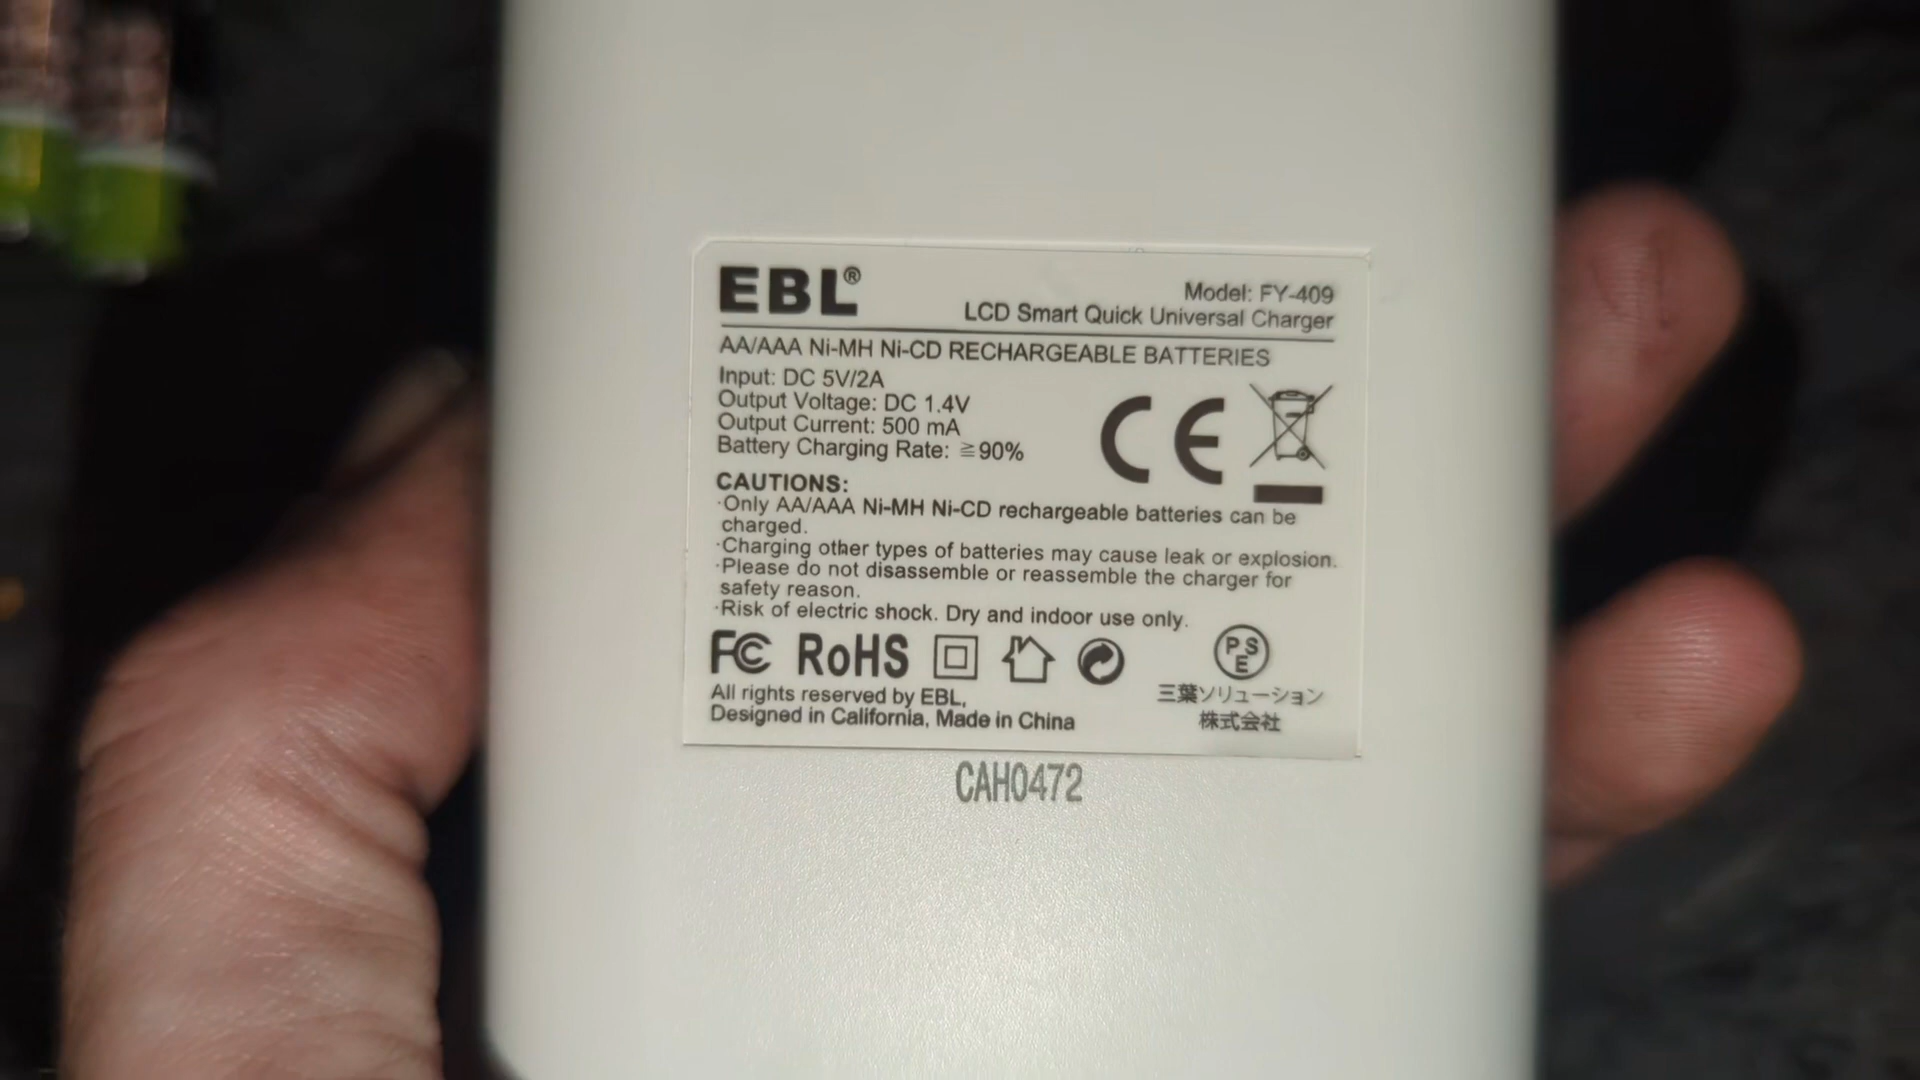 EBL®
Model: FY-409
LCD Smart Quick Universal Charger
AA/AAA Ni-MH Ni-CD RECHARGEABLE BATTERIES
Input: DC 5V/2A
Output Voltage: DC 1.4V
Output Current: 500 mA
Battery Charging Rate: ≧90%
CE
CAUTIONS:
·Only AA/AAA Ni-MH Ni-CD rechargeable batteries can be
charged.
·Charging other types of batteries may cause leak or explosion.
·Please do not disassemble or reassemble the charger for
safety reason.
·Risk of electric shock. Dry and indoor use only.
FC RoHS
PSE
All rights reserved by EBL,
Designed in California, Made in China
三葉ソリューション
株式会社
CAH0472